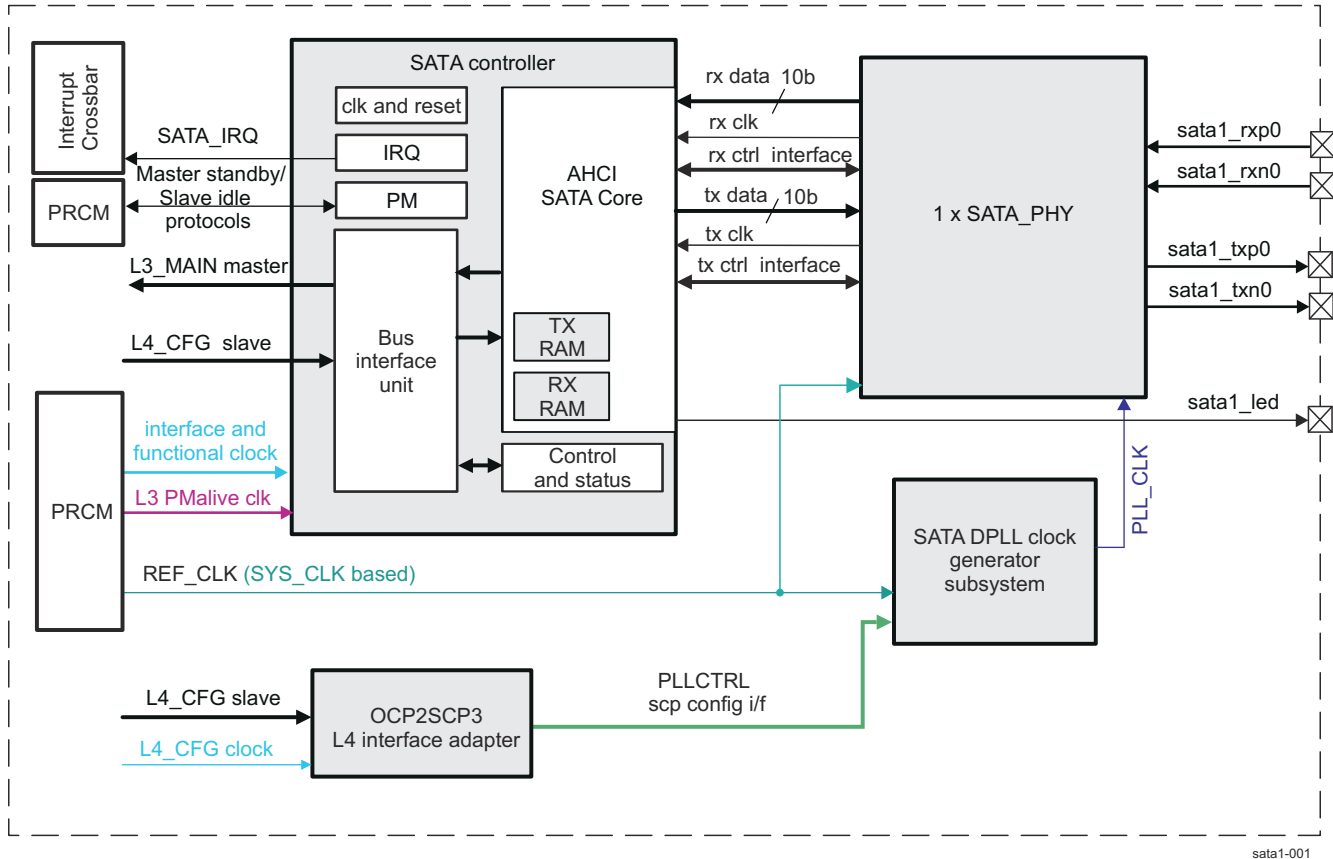 SATA controller
Interrupt
Crossbar
SATA_IRQ
Master standby/
Slave idle
protocols
PRCM
L3_MAIN master
L4_CFG slave
clk and reset
IRQ
PM
Bus
interface
unit
AHCI
SATA Core
TX
RAM
RX
RAM
Control
and status
rx data 10b
rx clk
rx ctrl interface
tx data 10b
tx clk
tx ctrl interface
1 x SATA_PHY
sata1_rxp0
sata1_rxn0
sata1_txp0
sata1_txn0
sata1_led
PRCM
interface and
functional clock
L3 PMalive clk
REF_CLK (SYS_CLK based)
PLL_CLK
SATA DPLL clock
generator
subsystem
L4_CFG slave
L4_CFG clock
OCP2SCP3
L4 interface adapter
PLLCTRL
scp config i/f
sata1-001